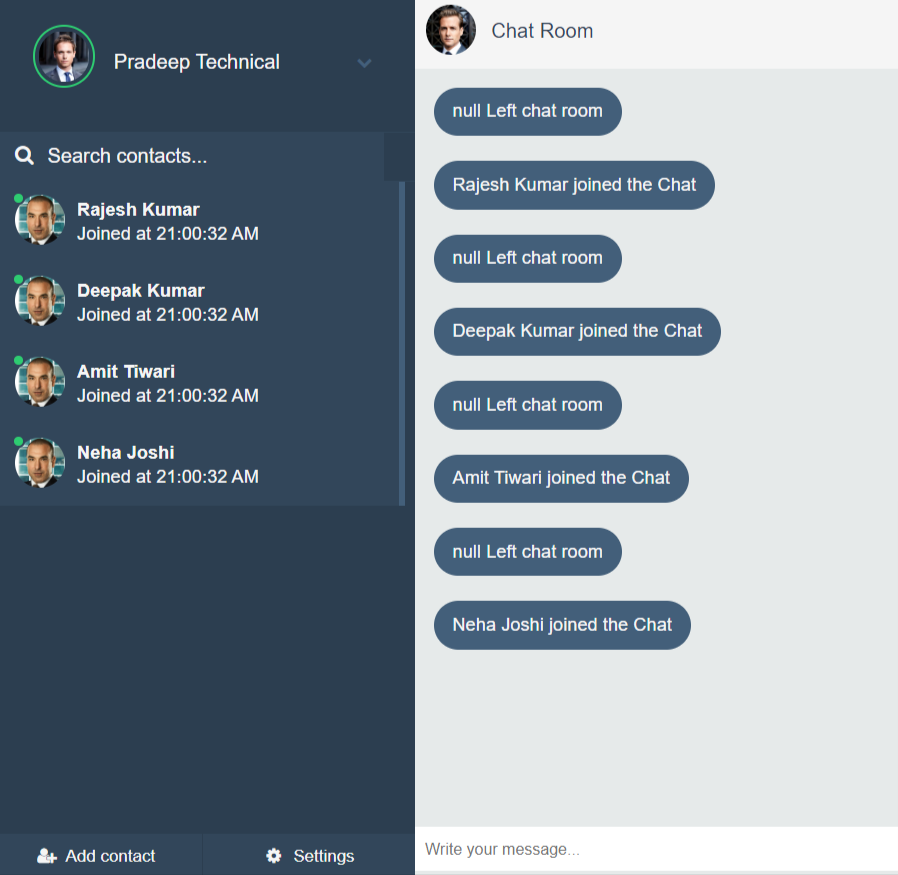 Pradeep Technical
Search contacts...
Rajesh Kumar
Joined at 21:00:32 AM
Deepak Kumar
Joined at 21:00:32 AM
Amit Tiwari
Joined at 21:00:32 AM
Neha Joshi
Joined at 21:00:32 AM
Add contact
Settings
Chat Room
null Left chat room
Rajesh Kumar joined the Chat
null Left chat room
Deepak Kumar joined the Chat
null Left chat room
Amit Tiwari joined the Chat
null Left chat room
Neha Joshi joined the Chat
Write your message...